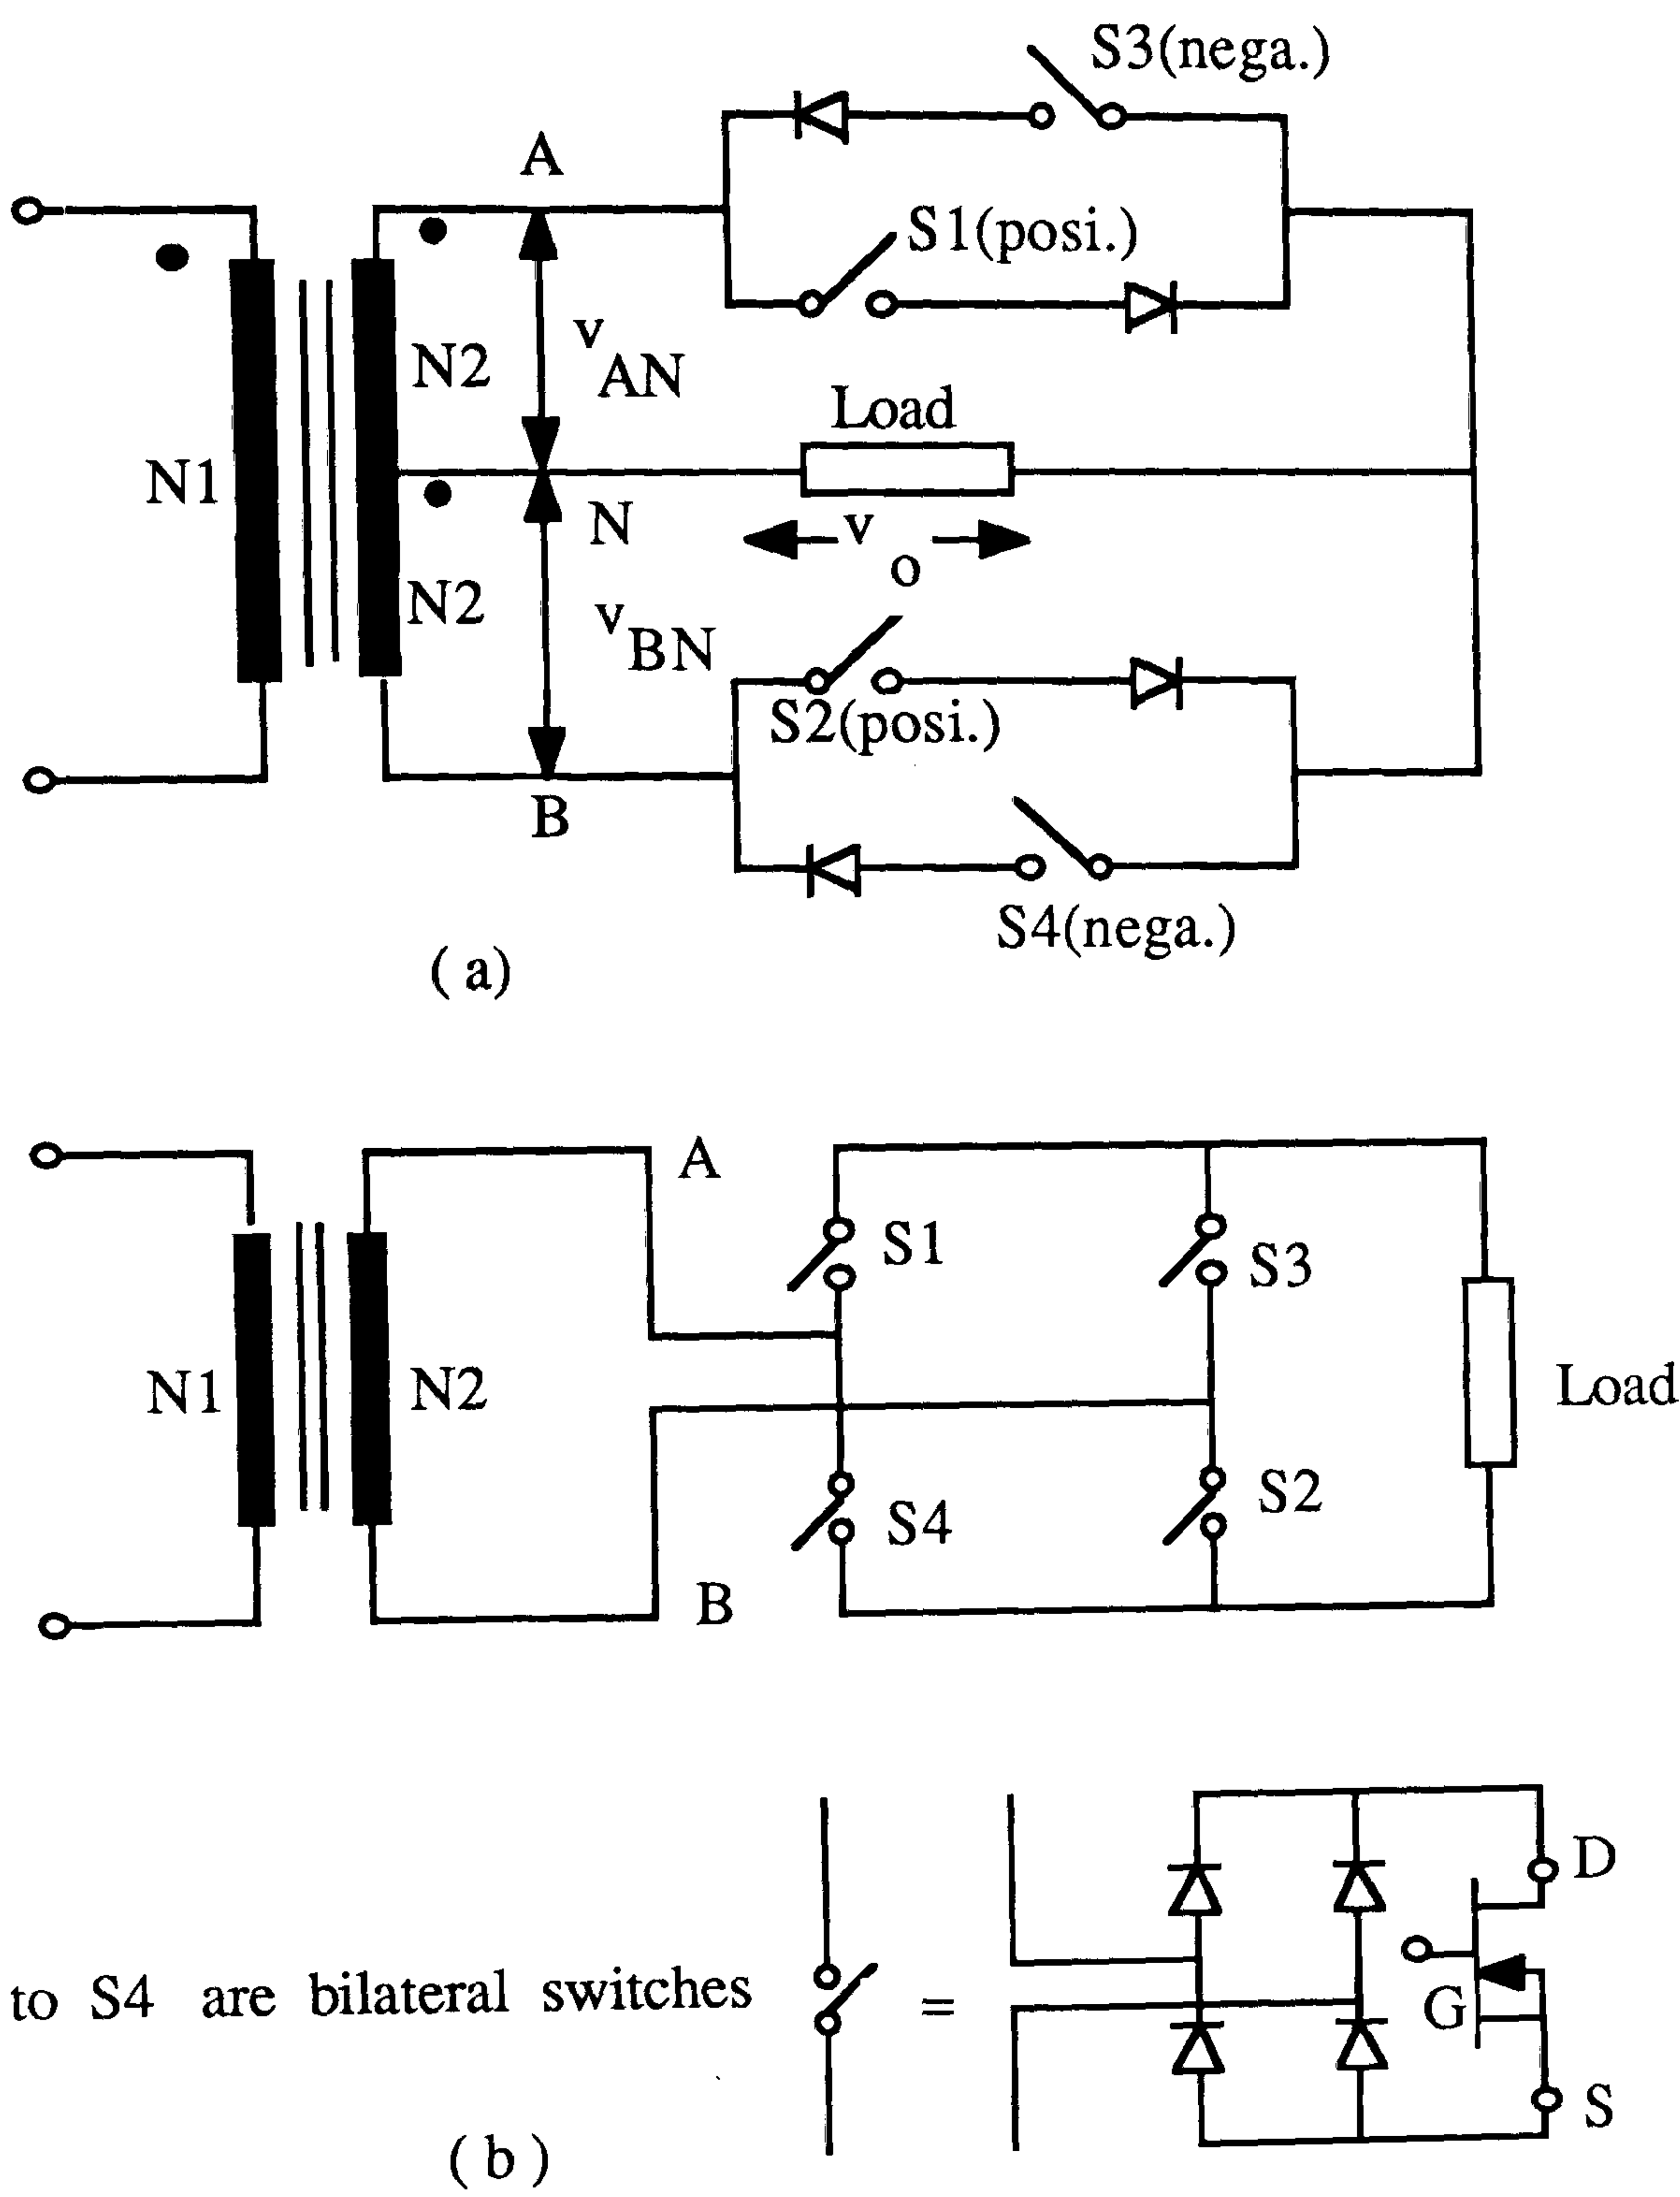 S3(nega.)
A
S1(posi.)
v
AN
N2
Load
N1
N
v
o
N2
v
BN
S2(posi.)
B
S4(nega.)
( a)
A
S1
S3
N1
N2
Load
S4
S2
B
D
to S4 are bilateral switches
=
G
S
( b )